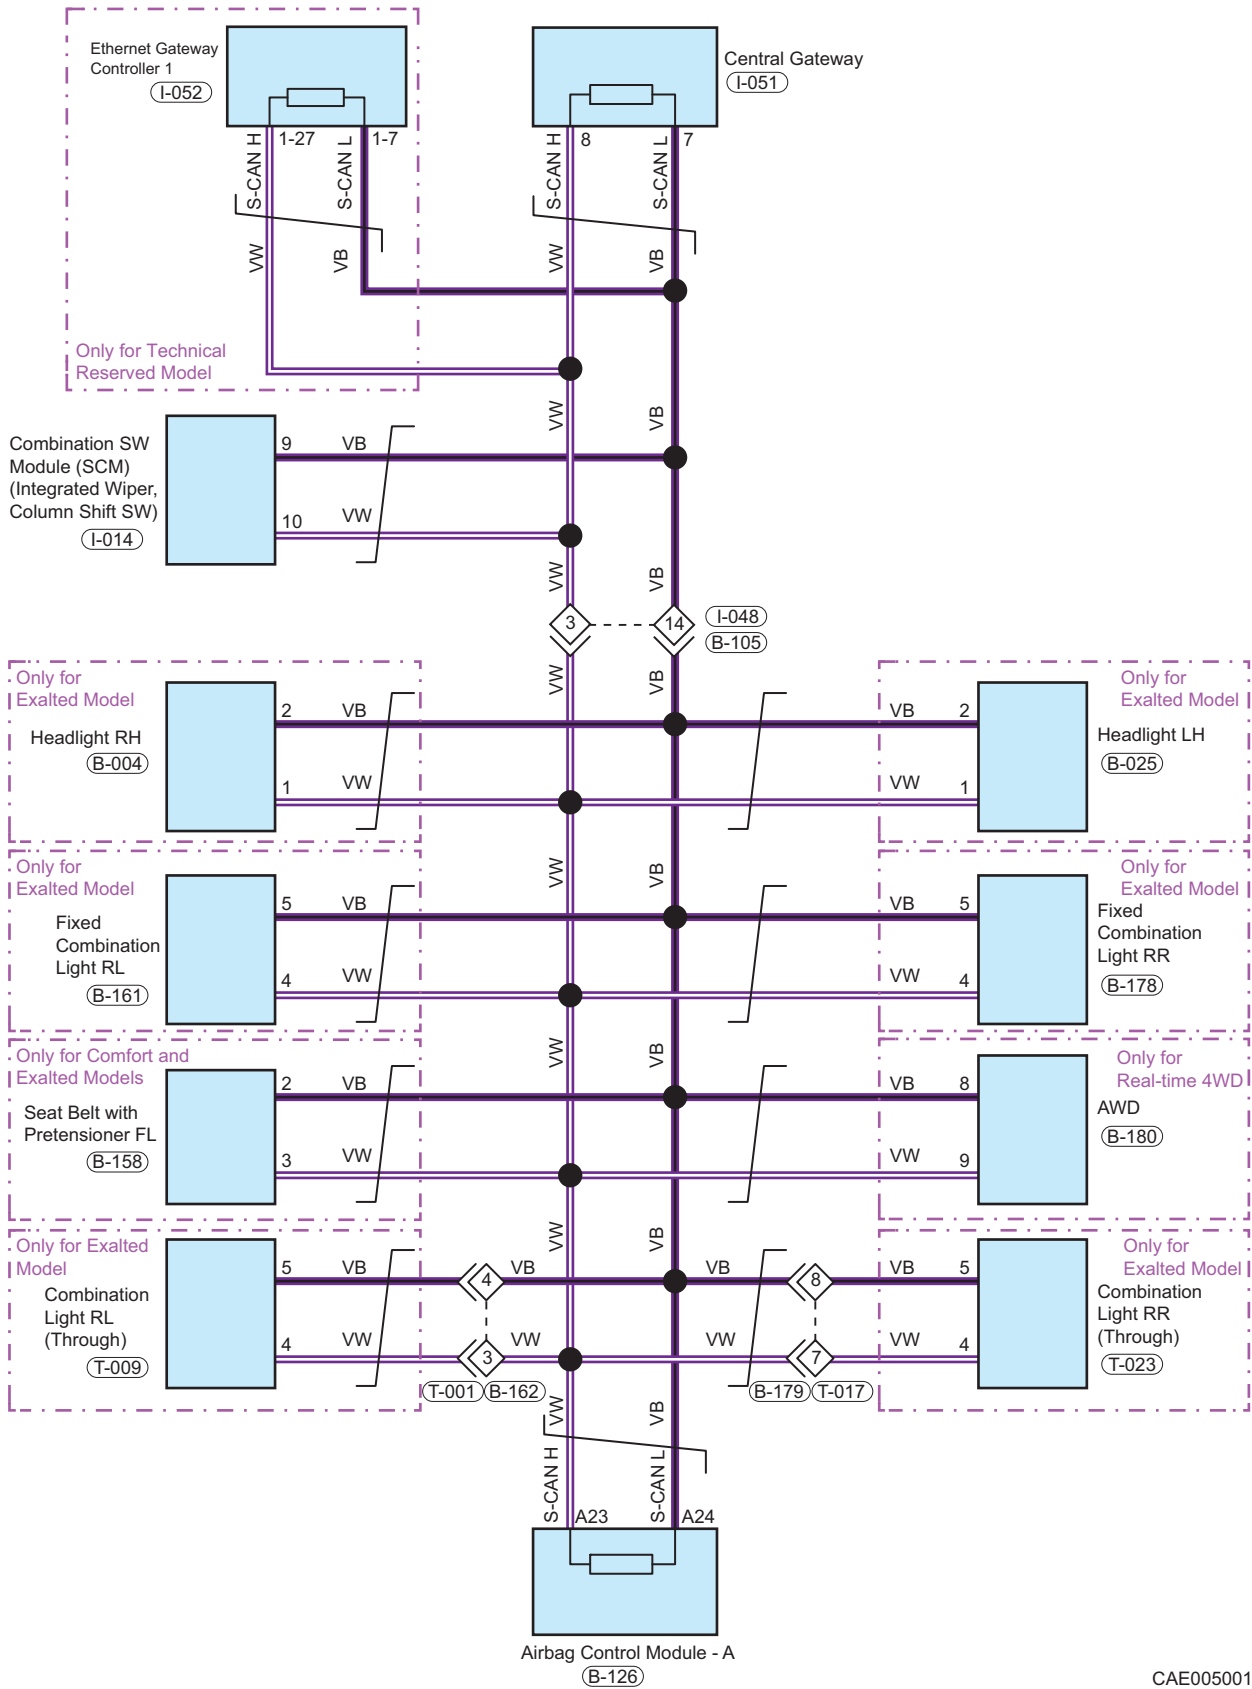 Ethernet Gateway
Controller 1
I-052
Central Gateway
I-051
S-CAN H
1-27
S-CAN L
1-7
S-CAN H
8
S-CAN L
7
VW
VB
VW
VB
Only for Technical
Reserved Model
VW
VB
Combination SW
Module (SCM)
(Integrated Wiper,
Column Shift SW)
I-014
9
VB
10
VW
VW
VB
3
14
I-048
B-105
VW
VB
Only for
Exalted Model
Headlight RH
B-004
2
VB
1
VW
Only for
Exalted Model
VB
2
Headlight LH
B-025
VW
1
VW
VB
Only for
Exalted Model
Fixed
Combination
Light RL
B-161
5
VB
4
VW
Only for
Exalted Model
VB
5
Fixed
Combination
Light RR
B-178
VW
4
VW
VB
Only for Comfort and
Exalted Models
Seat Belt with
Pretensioner FL
B-158
2
VB
3
VW
Only for
Real-time 4WD
VB
8
AWD
B-180
VW
9
VW
VB
Only for Exalted
Model
Combination
Light RL
(Through)
T-009
5
VB
4
VB
4
VW
3
VW
T-001
B-162
Only for
Exalted Model
VB
8
VB
5
Combination
Light RR
(Through)
T-023
VW
7
VW
4
B-179
T-017
VW
VB
S-CAN H
A23
S-CAN L
A24
Airbag Control Module - A
B-126
CAE005001